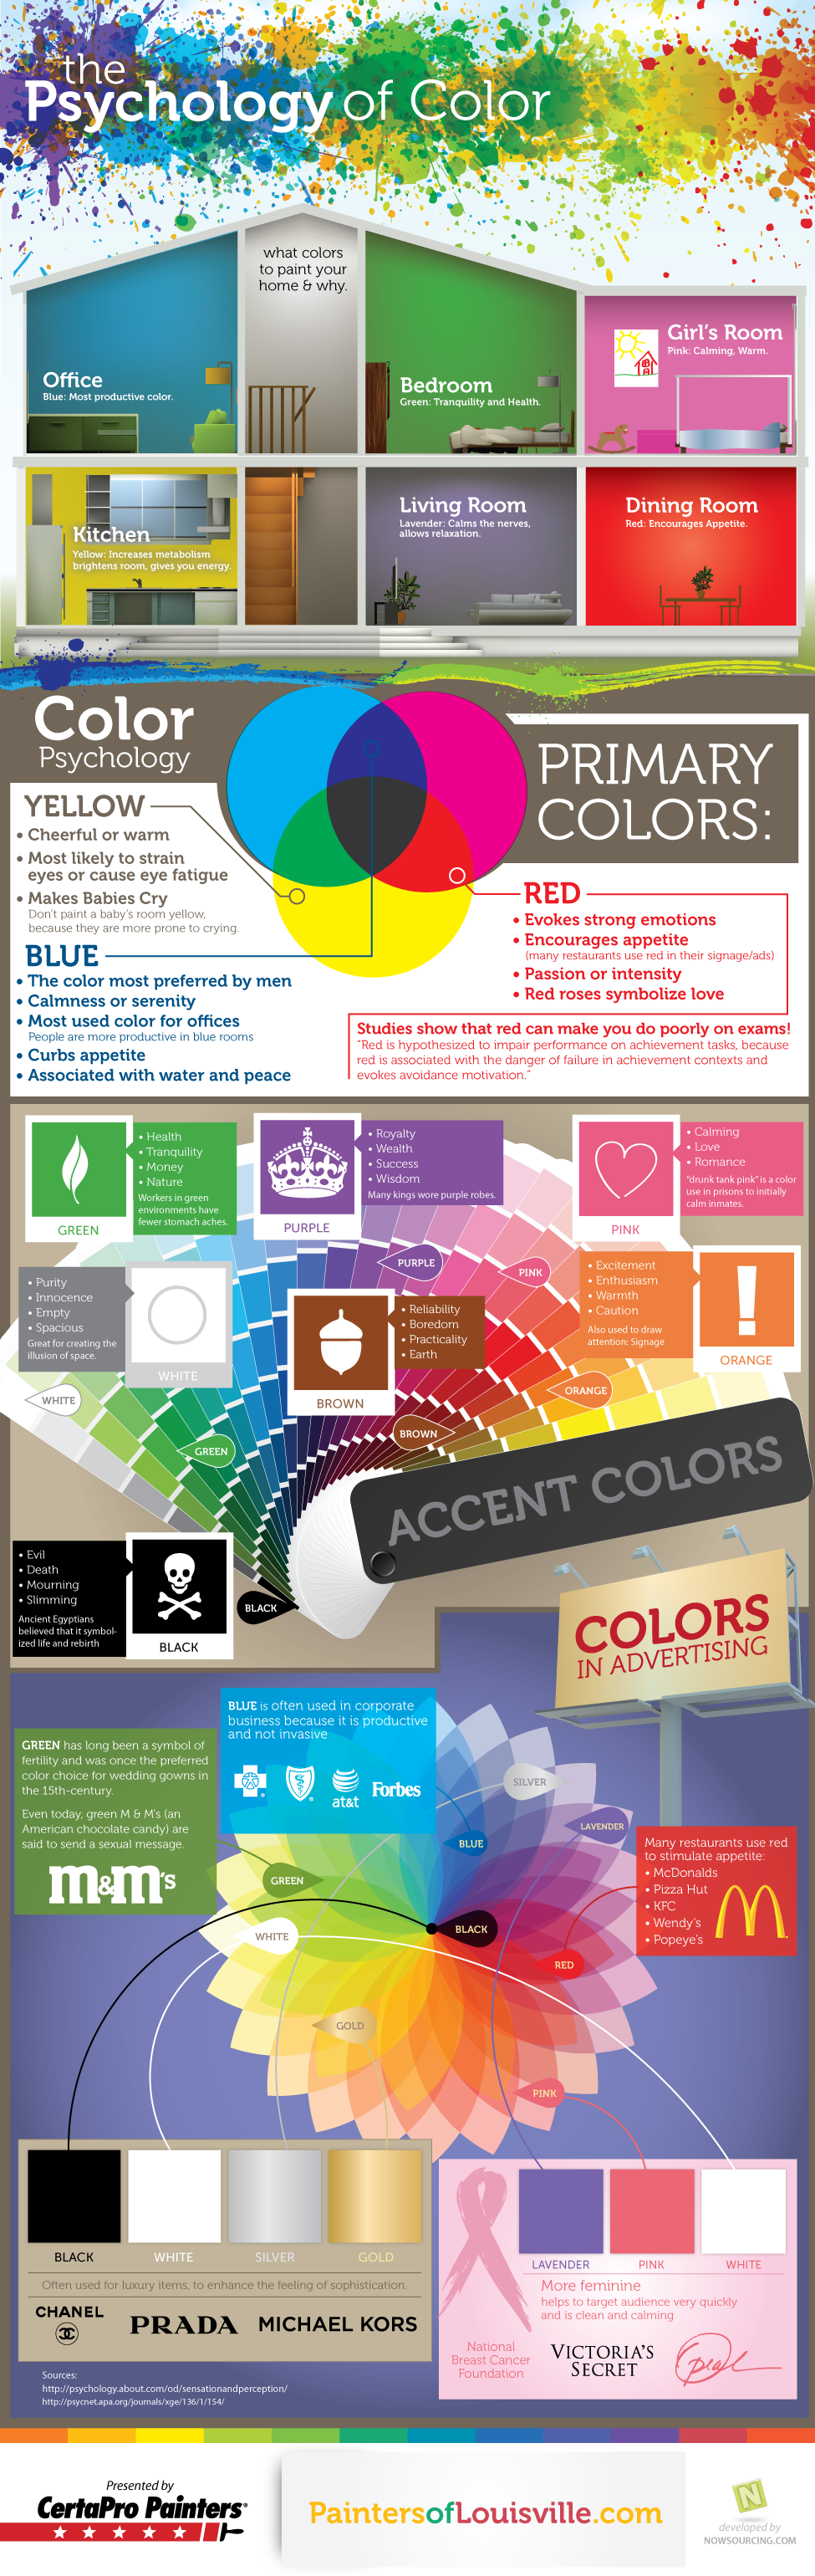 the
Psychology of Color
what colors
to paint your
home & why.
Office
Blue: Most productive color.
Bedroom
Green: Tranquility and Health.
Girl's Room
Pink: Calming, Warm.
Kitchen
Yellow: Increases metabolism
brightens room, gives you energy.
Living Room
Lavender: Calms the nerves,
allows relaxation.
Dining Room
Red: Encourages Appetite.
Color
Psychology
PRIMARY
COLORS:
YELLOW
• Cheerful or warm
• Most likely to strain
eyes or cause eye fatigue
• Makes Babies Cry
Don't paint a baby's room yellow,
because they are more prone to crying.
BLUE
• The color most preferred by men
• Calmness or serenity
• Most used color for offices
People are more productive in blue rooms
• Curbs appetite
• Associated with water and peace
RED
• Evokes strong emotions
• Encourages appetite
(many restaurants use red in their signage/ads)
• Passion or intensity
• Red roses symbolize love
Studies show that red can make you do poorly on exams!
"Red is hypothesized to impair performance on achievement tasks, because
red is associated with the danger of failure in achievement contexts and
evokes avoidance motivation."
GREEN
• Health
• Tranquility
• Money
• Nature
Workers in green
environments have
fewer stomach aches.
PURPLE
• Royalty
• Wealth
• Success
• Wisdom
Many kings wore purple robes.
PINK
• Calming
• Love
• Romance
"drunk tank pink" is a color
use in prisons to initially
calm inmates.
• Purity
• Innocence
• Empty
• Spacious
Great for creating the
illusion of space.
WHITE
BROWN
• Reliability
• Boredom
• Practicality
• Earth
• Excitement
• Enthusiasm
• Warmth
• Caution
Also used to draw
attention: Signage
!
ORANGE
PURPLE
PINK
WHITE
GREEN
BROWN
ORANGE
BLACK
ACCENT COLORS
• Evil
• Death
• Mourning
• Slimming
Ancient Egyptians
believed that it symbol-
ized life and rebirth
BLACK
COLORS
IN ADVERTISING
BLUE is often used in corporate
business because it is productive
and not invasive
at&t
Forbes
GREEN has long been a symbol of
fertility and was once the preferred
color choice for wedding gowns in
the 15th-century.
Even today, green M & M's (an
American chocolate candy) are
said to send a sexual message.
m&m's
SILVER
LAVENDER
BLUE
GREEN
BLACK
WHITE
RED
GOLD
PINK
Many restaurants use red
to stimulate appetite:
• McDonalds
• Pizza Hut
• KFC
• Wendy's
• Popeye's
BLACK
WHITE
SILVER
GOLD
Often used for luxury items, to enhance the feeling of sophistication.
CHANEL
PRADA
MICHAEL KORS
LAVENDER
PINK
WHITE
More feminine
helps to target audience very quickly
and is clean and calming
National
Breast Cancer
Foundation
VICTORIA'S
SECRET
Sources:
http://psychology.about.com/od/sensationandperception/
http://psycnet.apa.org/journals/xge/136/1/154/
Presented by
CertaPro Painters®
PaintersofLouisville.com
N
developed by
NOWSOURCING.COM